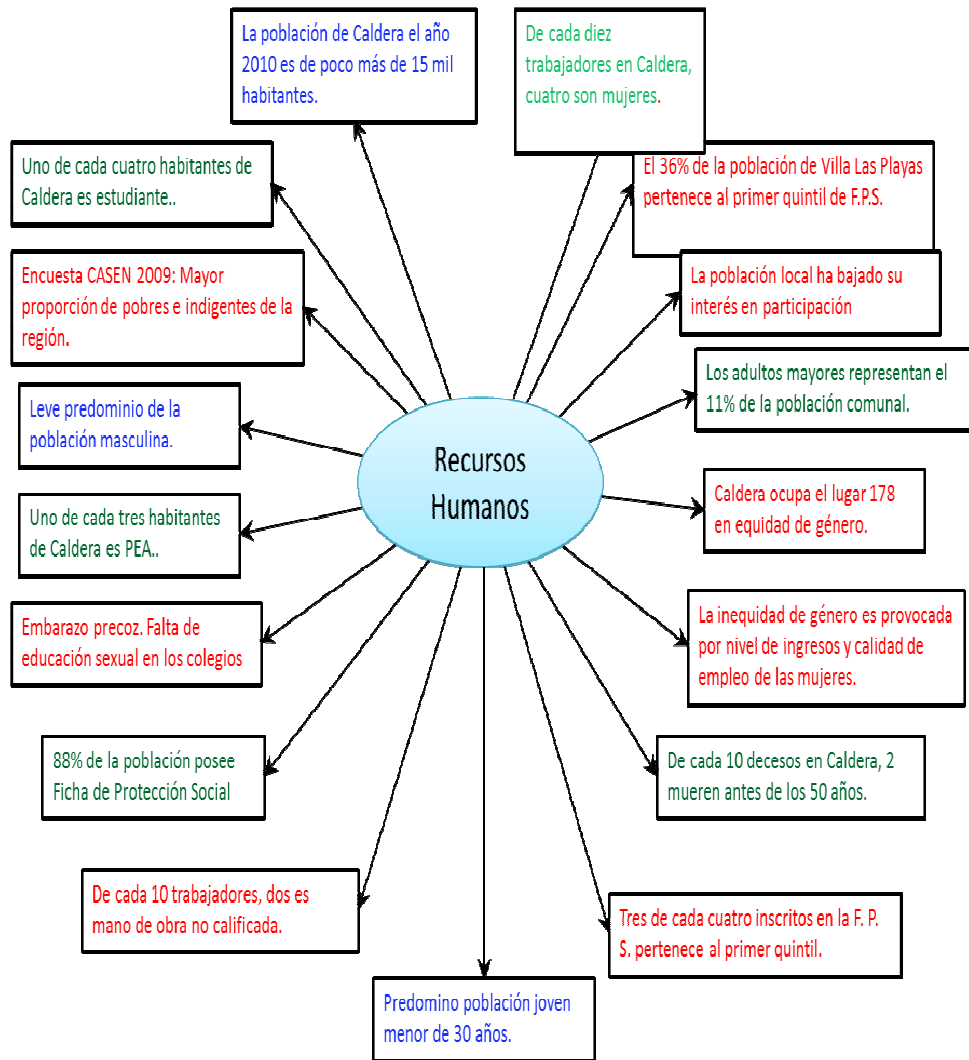 La población de Caldera el año
2010 es de poco más de 15 mil
habitantes.
De cada diez
trabajadores en Caldera,
cuatro son mujeres.
Uno de cada cuatro habitantes de
Caldera es estudiante..
El 36% de la población de Villa Las Playas
pertenece al primer quintil de F.P.S.
Encuesta CASEN 2009: Mayor
proporción de pobres e indigentes de la
región.
La población local ha bajado su
interés en participación
Leve predominio de la
población masculina.
Los adultos mayores representan el
11% de la población comunal.
Recursos
Humanos
Uno de cada tres habitantes
de Caldera es PEA..
Caldera ocupa el lugar 178
en equidad de género.
Embarazo precoz. Falta de
educación sexual en los colegios
La inequidad de género es provocada
por nivel de ingresos y calidad de
empleo de las mujeres.
88% de la población posee
Ficha de Protección Social
De cada 10 decesos en Caldera, 2
mueren antes de los 50 años.
De cada 10 trabajadores, dos es
mano de obra no calificada.
Tres de cada cuatro inscritos en la F. P.
S. pertenece al primer quintil.
Predomino población joven
menor de 30 años.